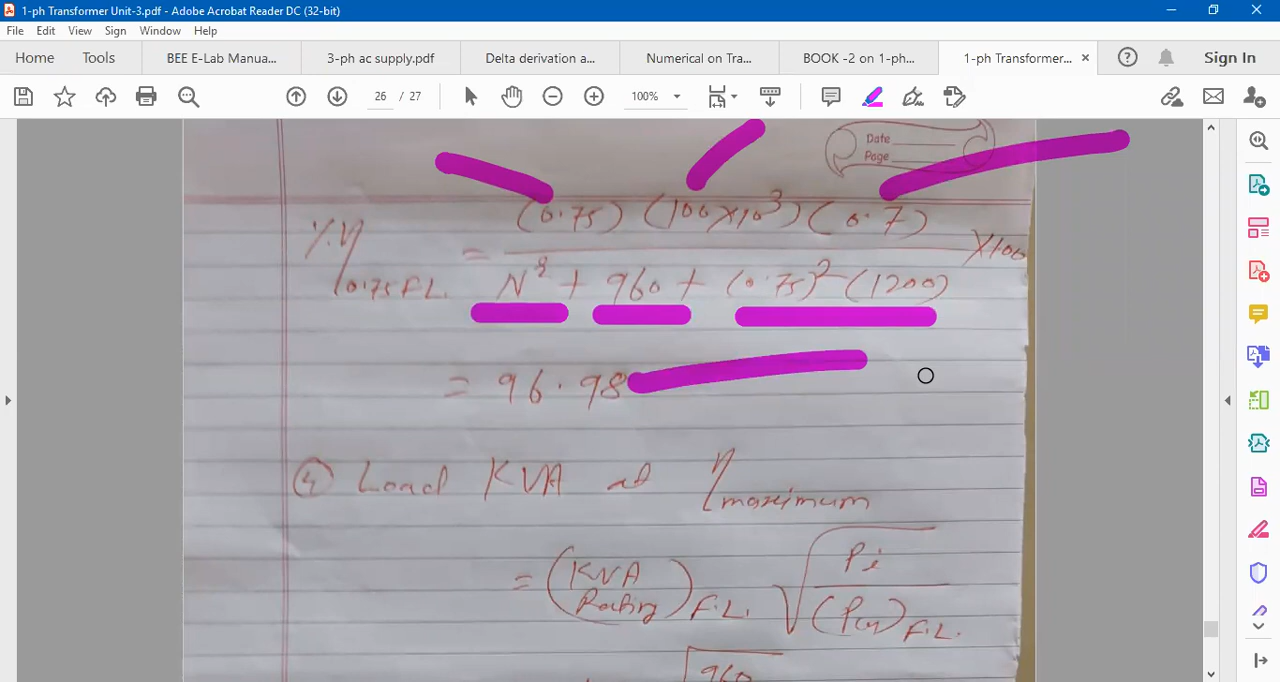 1-ph Transformer Unit-3.pdf - Adobe Acrobat Reader DC (32-bit)
File Edit View Sign Window Help
Home Tools BEE E-Lab Manua... 3-ph ac supply.pdf Delta derivation a... Numerical on Tra... BOOK -2 on 1-ph... 1-ph Transformer... × Sign In
26 / 27 100%
Date
Page
%η 0.75 F.L. = (0.75) (100×10³) (0.7) ×100
Nʳ + 960 + (0.75)² (1200)
= 96.98
④ Load KVA at η maximum
= (KVA Rating) F.L. √ Pi
(Pcu) F.L.
960